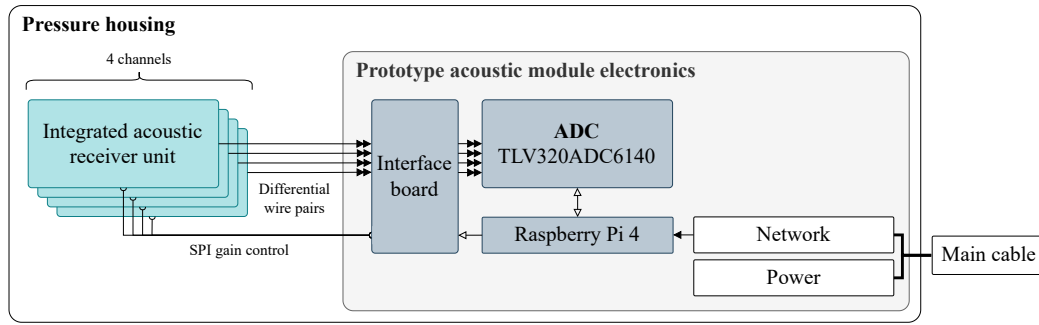 Pressure housing
4 channels
Prototype acoustic module electronics
Integrated acoustic
receiver unit
Interface
board
ADC
TLV320ADC6140
Differential
wire pairs
SPI gain control
Raspberry Pi 4
Network
Power
Main cable